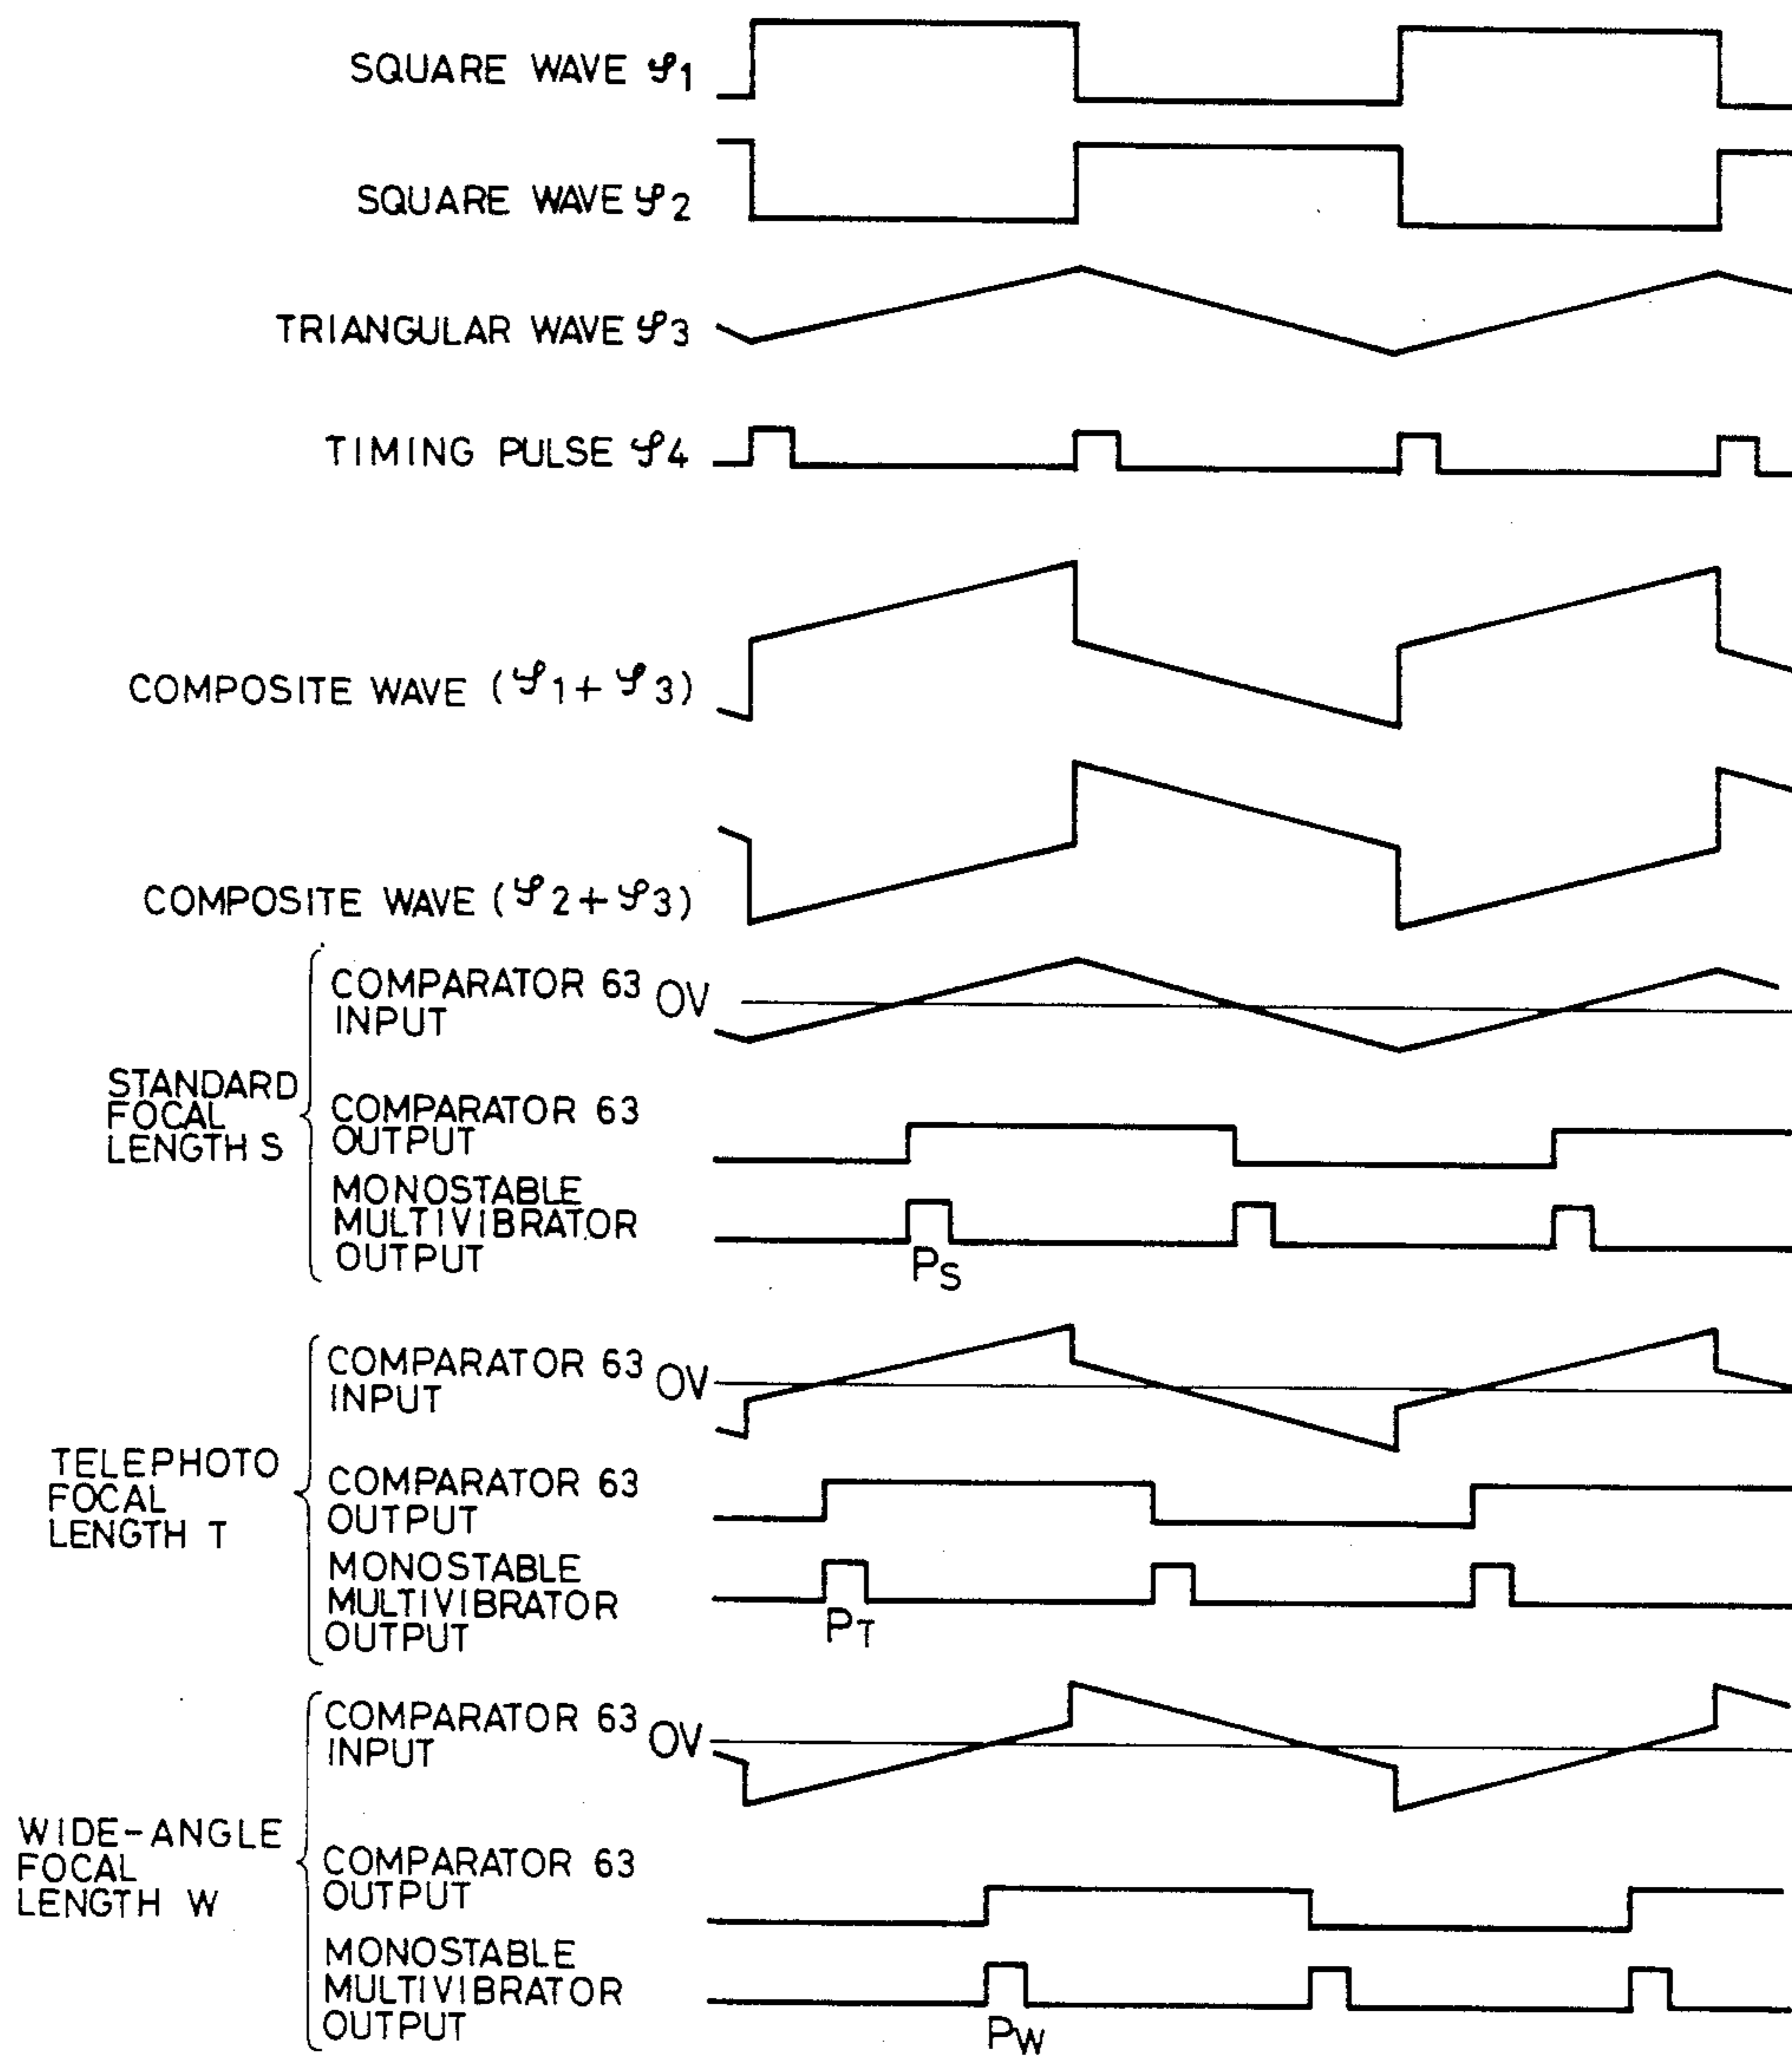 SQUARE WAVE φ1
SQUARE WAVE φ2
TRIANGULAR WAVE φ3
TIMING PULSE φ4
COMPOSITE WAVE (φ1+φ3)
COMPOSITE WAVE (φ2+φ3)
STANDARD
FOCAL
LENGTH S
COMPARATOR 63
INPUT
OV
COMPARATOR 63
OUTPUT
MONOSTABLE
MULTIVIBRATOR
OUTPUT
PS
TELEPHOTO
FOCAL
LENGTH T
COMPARATOR 63
INPUT
OV
COMPARATOR 63
OUTPUT
MONOSTABLE
MULTIVIBRATOR
OUTPUT
PT
WIDE-ANGLE
FOCAL
LENGTH W
COMPARATOR 63
INPUT
OV
COMPARATOR 63
OUTPUT
MONOSTABLE
MULTIVIBRATOR
OUTPUT
PW